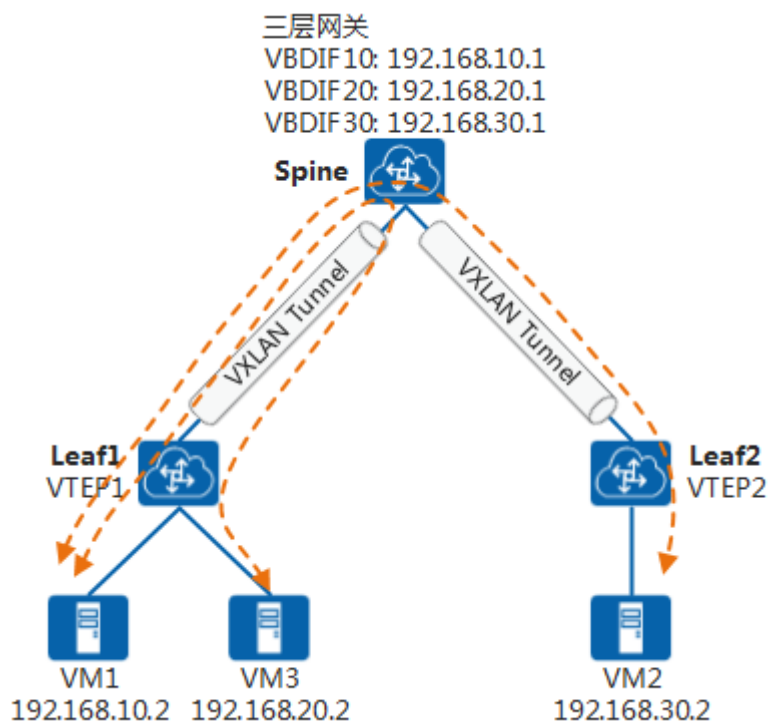 三层网关
VBDIF10: 192.168.10.1
VBDIF20: 192.168.20.1
VBDIF30: 192.168.30.1
Spine
VXLAN Tunnel
VXLAN Tunnel
Leaf1
VTEP1
Leaf2
VTEP2
VM1
192.168.10.2
VM3
192.168.20.2
VM2
192.168.30.2